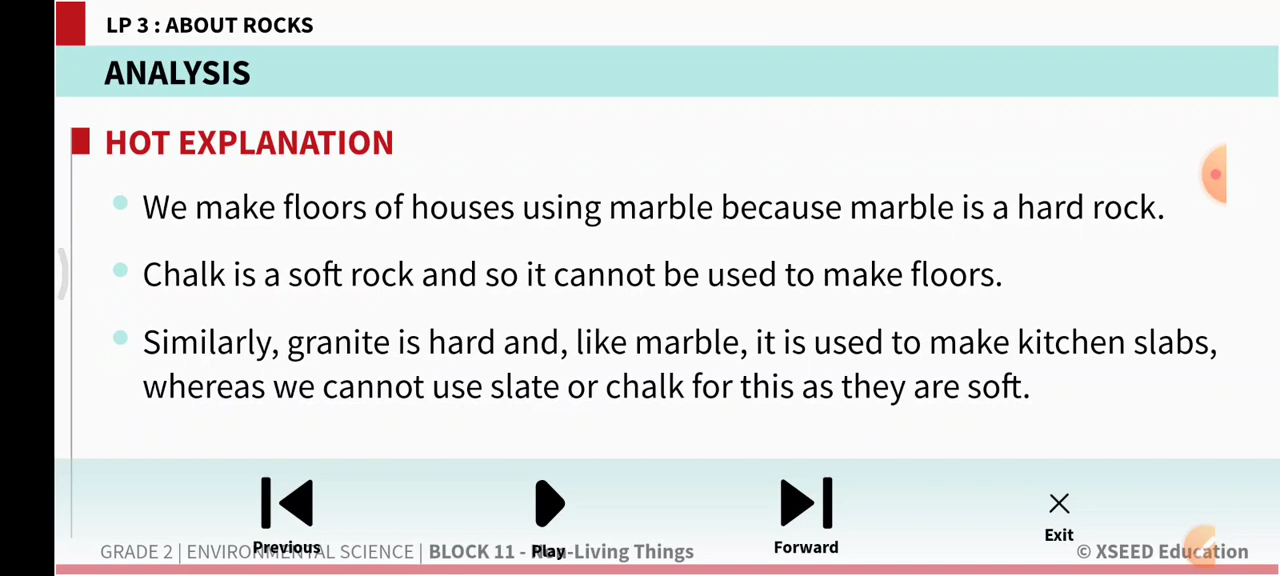 LP 3 : ABOUT ROCKS
ANALYSIS
HOT EXPLANATION
We make floors of houses using marble because marble is a hard rock.
Chalk is a soft rock and so it cannot be used to make floors.
Similarly, granite is hard and, like marble, it is used to make kitchen slabs,
whereas we cannot use slate or chalk for this as they are soft.
Previous
Play
Forward
Exit
GRADE 2 | ENVIRONMENTAL SCIENCE | BLOCK 11 - Non-Living Things
© XSEED Education